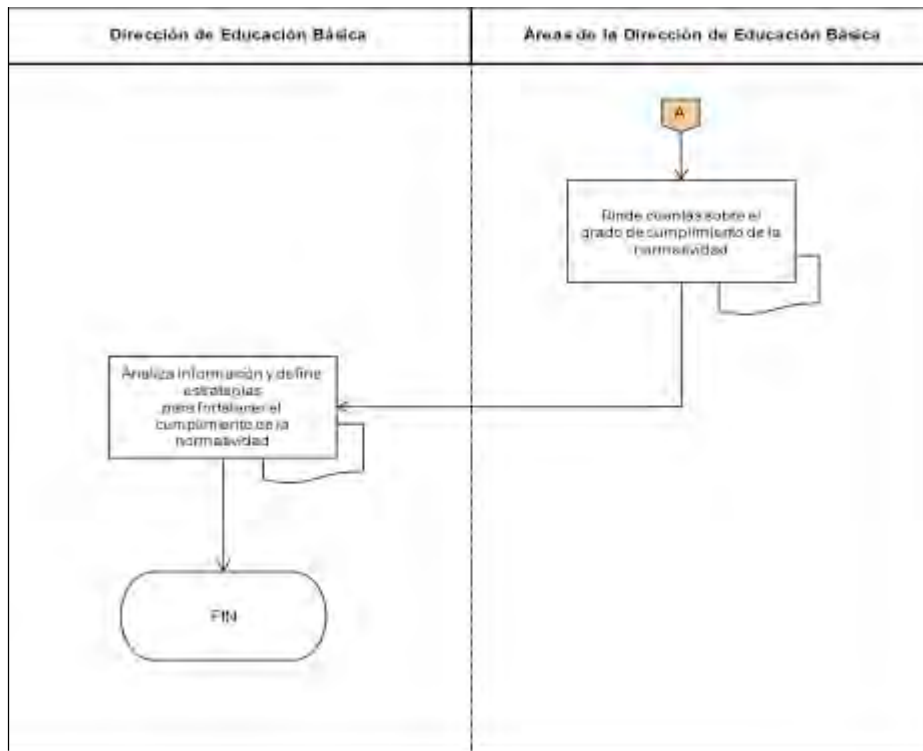 Dirección de Educación Básica
Áreas de la Dirección de Educación Básica
A
Rinde cuentas sobre el
grado de cumplimiento de la
normatividad
Analiza información y define
estrategias
para fortalecer el
cumplimiento de la
normatividad
FIN